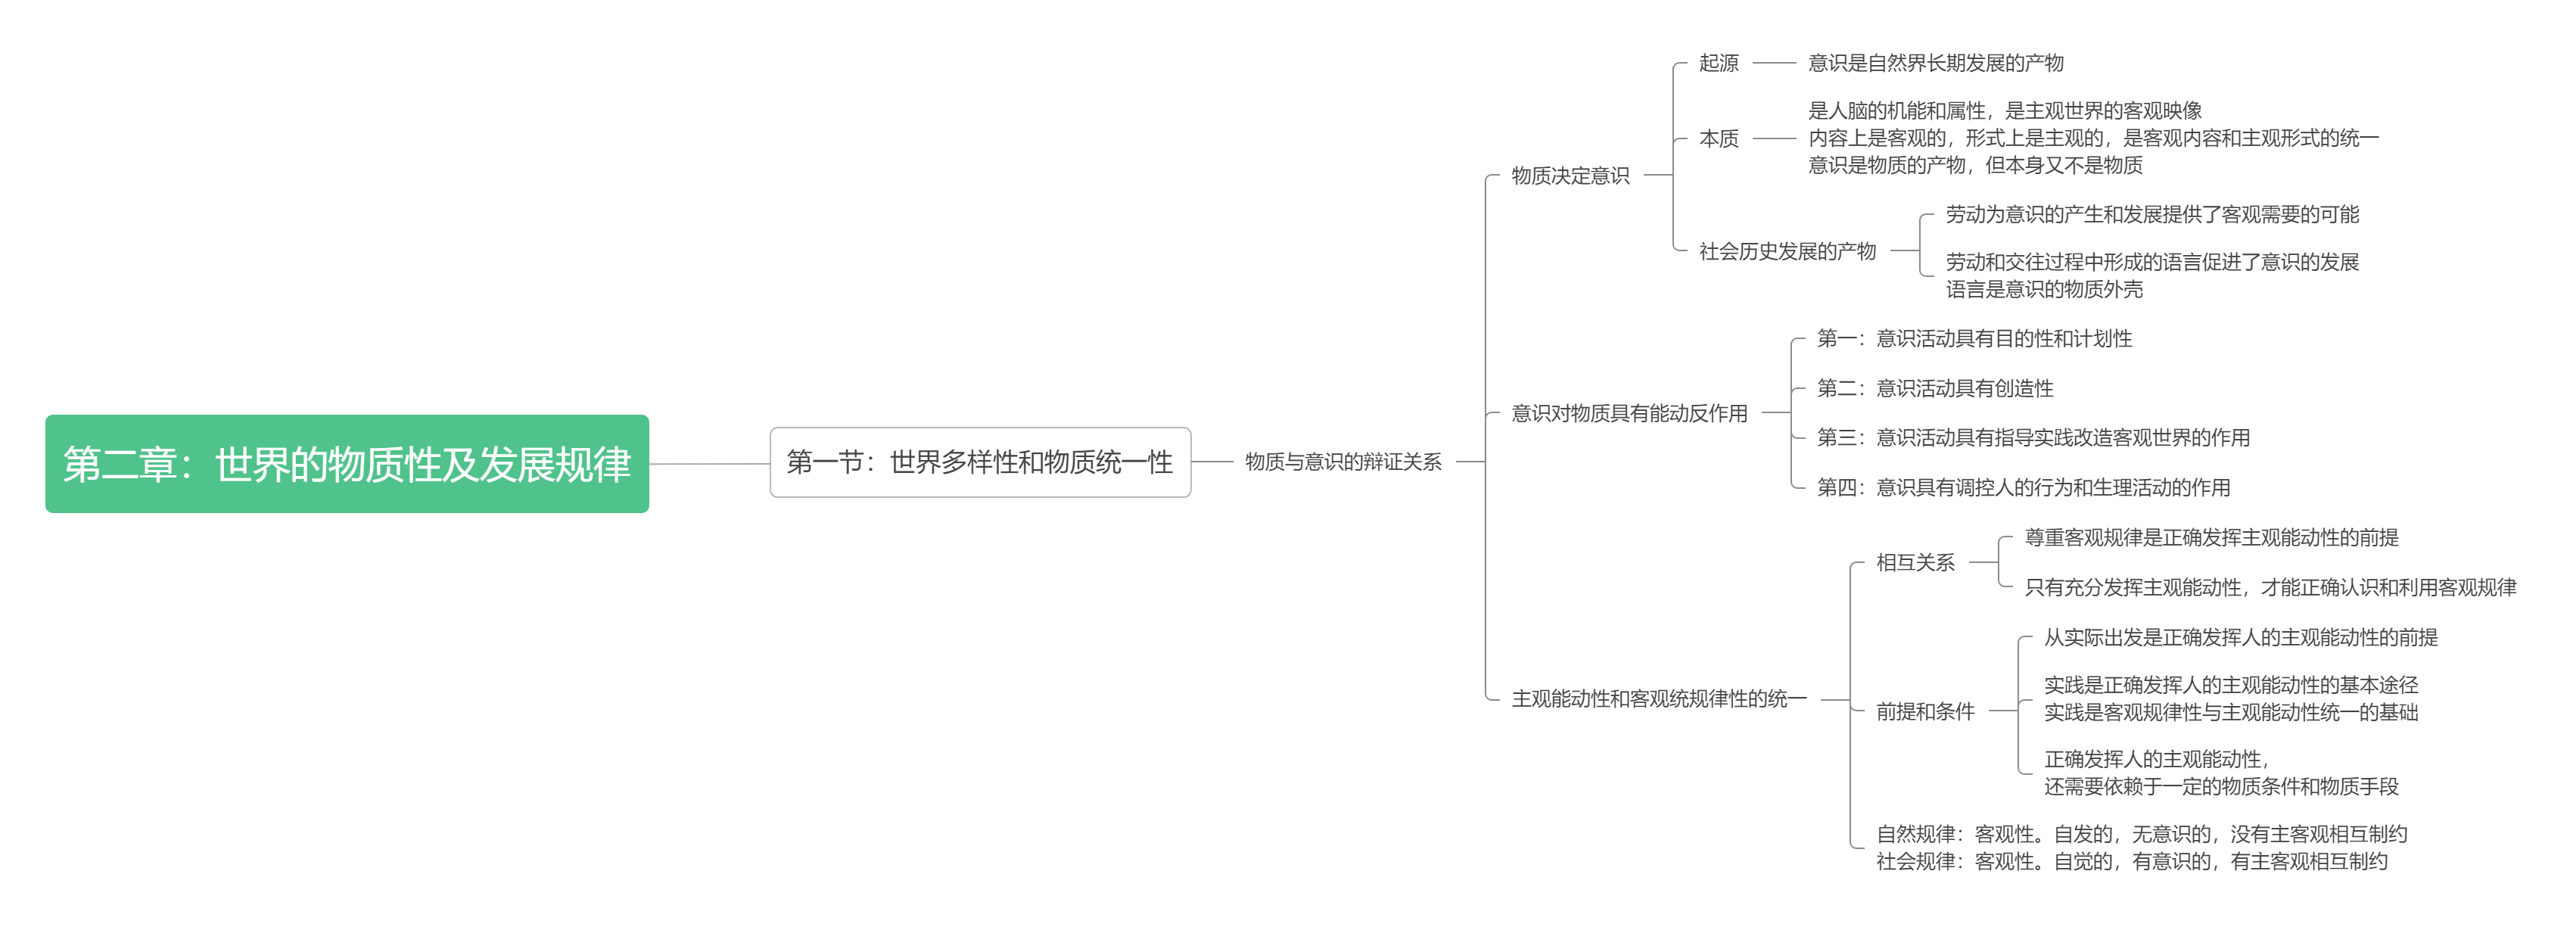 第二章：世界的物质性及发展规律
第一节：世界多样性和物质统一性
物质与意识的辩证关系
物质决定意识
起源
意识是自然界长期发展的产物
本质
是人脑的机能和属性，是主观世界的客观映像
内容上是客观的，形式上是主观的，是客观内容和主观形式的统一
意识是物质的产物，但本身又不是物质
社会历史发展的产物
劳动为意识的产生和发展提供了客观需要的可能
劳动和交往过程中形成的语言促进了意识的发展
语言是意识的物质外壳
意识对物质具有能动反作用
第一：意识活动具有目的性和计划性
第二：意识活动具有创造性
第三：意识活动具有指导实践改造客观世界的作用
第四：意识具有调控人的行为和生理活动的作用
主观能动性和客观统规律性的统一
相互关系
尊重客观规律是正确发挥主观能动性的前提
只有充分发挥主观能动性，才能正确认识和利用客观规律
前提和条件
从实际出发是正确发挥人的主观能动性的前提
实践是正确发挥人的主观能动性的基本途径
实践是客观规律性与主观能动性统一的基础
正确发挥人的主观能动性，
还需要依赖于一定的物质条件和物质手段
自然规律：客观性。自发的，无意识的，没有主客观相互制约
社会规律：客观性。自觉的，有意识的，有主客观相互制约